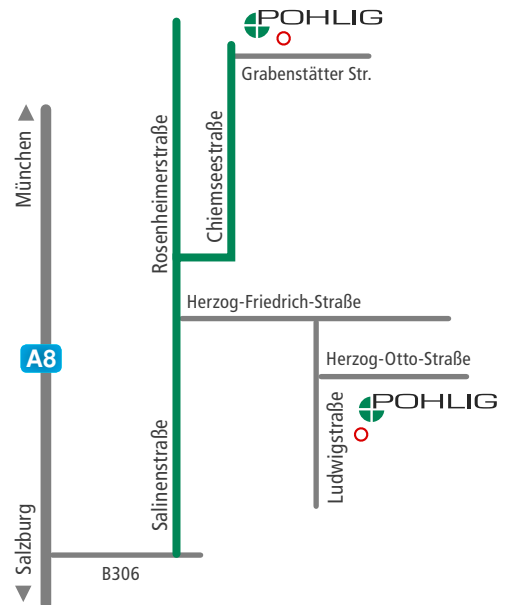 POHLIG
Grabenstätter Str.
München
Rosenheimerstraße
Chiemseestraße
Herzog-Friedrich-Straße
A8
Herzog-Otto-Straße
POHLIG
Ludwigstraße
Salinenstraße
Salzburg
B306